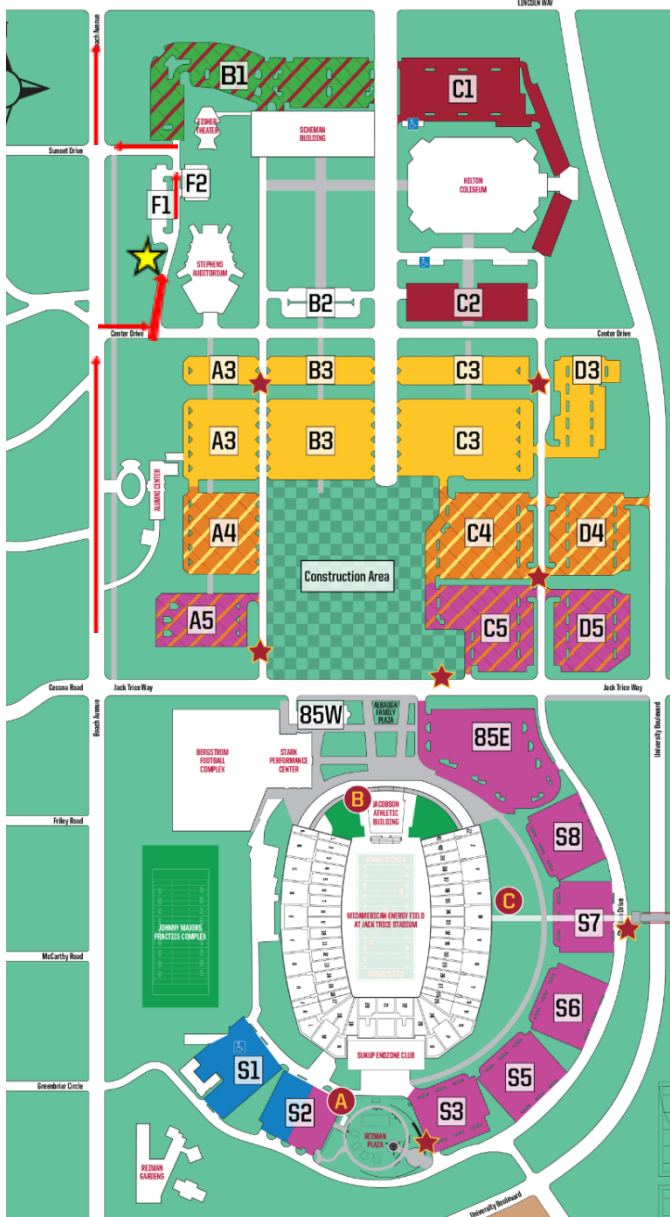 LINCOLN WAY
Beach Avenue
B1
C1
FISHER
THEATER
SCHEMAN
BUILDING
Sunset Drive
HILTON
COLISEUM
F2
F1
STEPHENS
AUDITORIUM
B2
C2
Center Drive
Center Drive
A3
B3
C3
D3
A3
B3
C3
ALUMNI CENTER
A4
C4
D4
Construction Area
A5
C5
D5
Cessna Road
Jack Trice Way
Jack Trice Way
Beach Avenue
University Boulevard
85W
ALBAUGH
FAMILY
PLAZA
85E
BERGSTROM
FOOTBALL
COMPLEX
STARK
PERFORMANCE
CENTER
B
JACOBSON
ATHLETIC
BUILDING
Friley Road
S8
C
S7
Drive
MIDAMERICAN ENERGY FIELD
AT JACK TRICE STADIUM
JOHNNY MAJORS
PRACTICE COMPLEX
CYCLONES
McCarthy Road
S6
SUKUP ENDZONE CLUB
S1
S5
Greenbriar Circle
S2
A
S3
REIMAN
PLAZA
REIMAN
GARDENS
University Boulevard